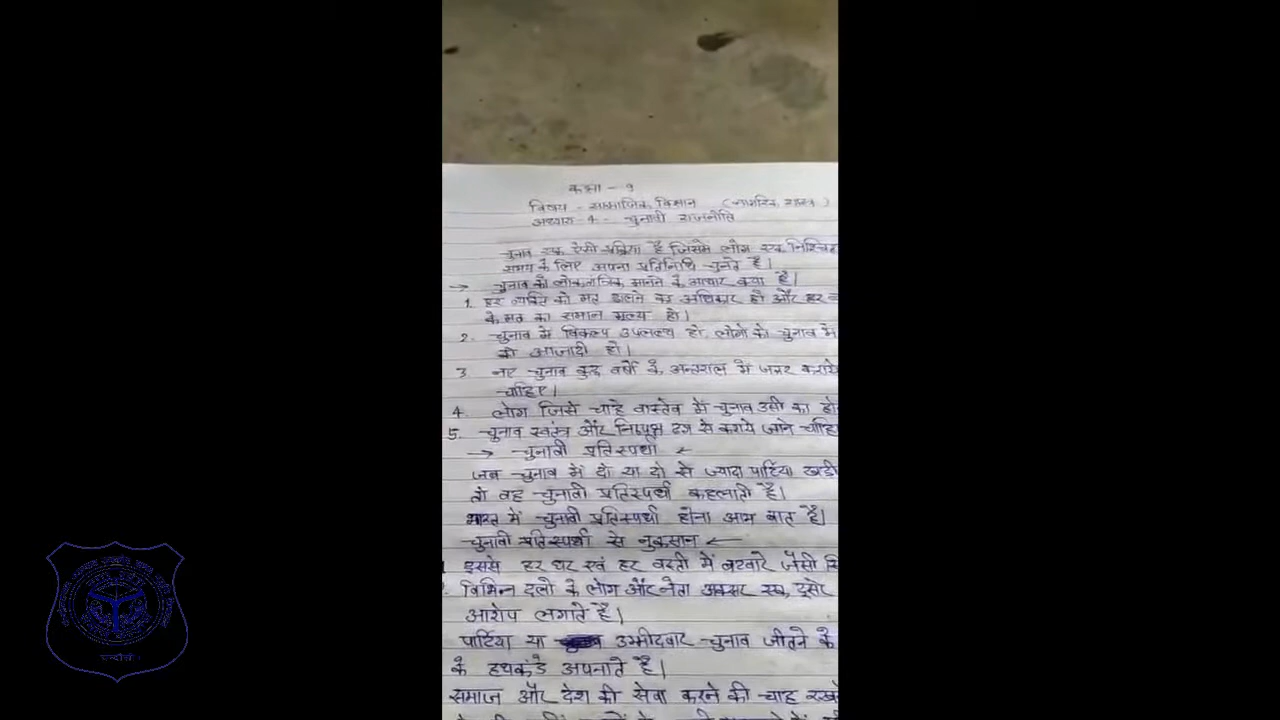 कक्षा - 9
विषय - सामाजिक विज्ञान (नागरिक शास्त्र)
अध्याय-4 - चुनावी राजनीति
चुनाव एक ऐसी प्रक्रिया है जिसमे लोग एक निश्चित
समय के लिए अपना प्रतिनिधि चुनते है।
→ चुनाव को लोकतांत्रिक मानने के आधार क्या है।
1. हर व्यक्ति को मत डालने का अधिकार हो और हर
के मत का समान मूल्य हो।
2. चुनाव में विकल्प उपलब्ध हो. लोगो को चुनाव में
की आजादी हो।
3 नए चुनाव कुछ वर्षो के अन्तराल में जरूर कराये
चाहिए।
4. लोग जिसे चाहे वास्तव में चुनाव उसी का हो
5. चुनाव स्वतंत्र और निष्पक्ष ढंग से कराये जाने चाहि
→ चुनावी प्रतिस्पर्धा ←
जब चुनाव में दो या दो से ज्यादा पार्टिया खडी
तो वह चुनावी प्रतिस्पर्धा कहलाती है।
भारत में चुनावी प्रतिस्पर्धा होना आम बात है।
चुनावी प्रतिस्पर्धा से नुकसान ←
इससे हर घर एवं हर बस्ती में बटवारे जैसी
विभिन्न दलो के लोग और नेता अक्सर एक दूसरे
आरोप लगाते है।
पार्टिया या उम्मीदवार चुनाव जीतने के
के हथकंडे अपनाते है।
समाज और देश की सेवा करने की चाह रखने